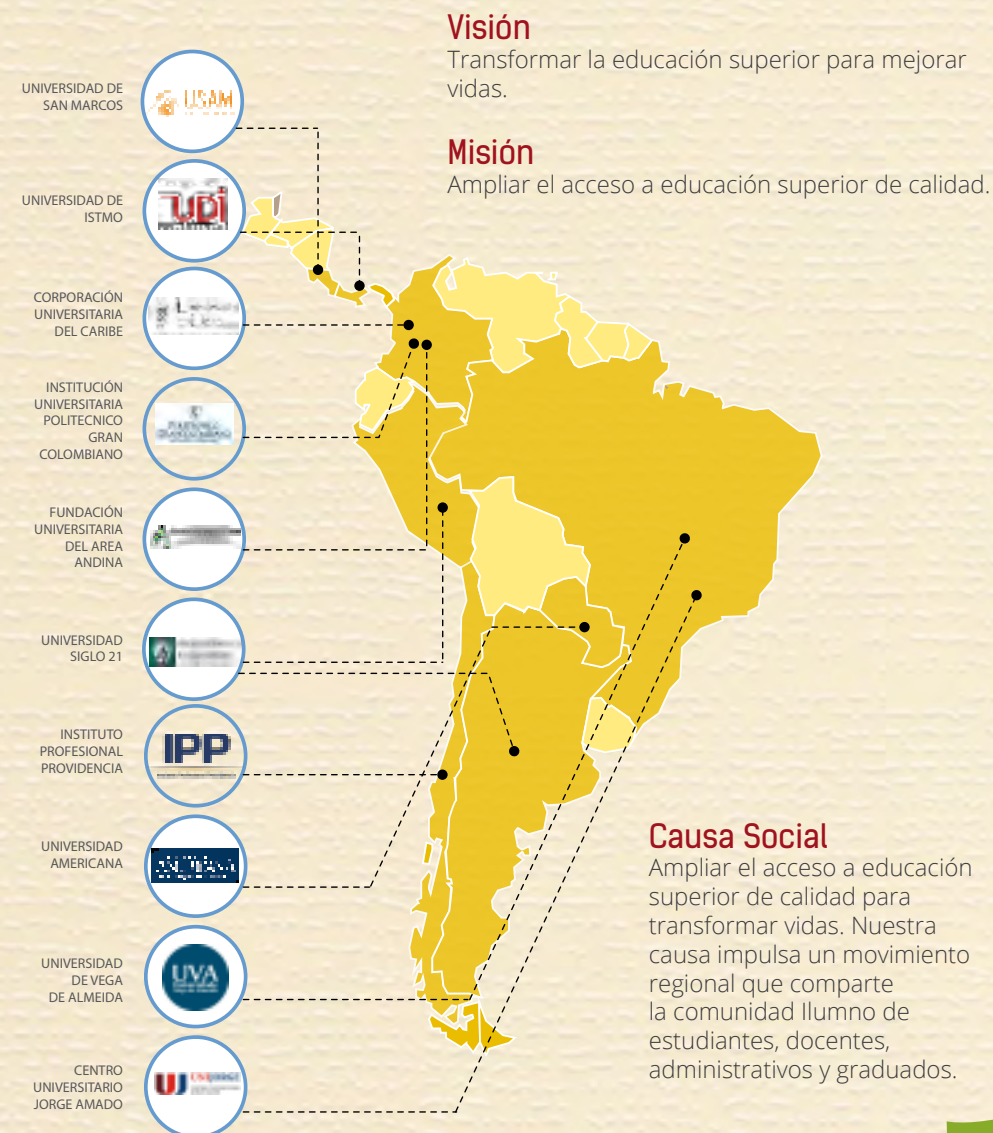 Visión
Transformar la educación superior para mejorar
vidas.
Misión
Ampliar el acceso a educación superior de calidad.
UNIVERSIDAD DE
SAN MARCOS
USAM
UNIVERSIDAD DE
ISTMO
UDI
CORPORACIÓN
UNIVERSITARIA
DEL CARIBE
INSTITUCIÓN
UNIVERSITARIA
POLITECNICO
GRAN
COLOMBIANO
FUNDACIÓN
UNIVERSITARIA
DEL AREA
ANDINA
UNIVERSIDAD
SIGLO 21
INSTITUTO
PROFESIONAL
PROVIDENCIA
IPP
UNIVERSIDAD
AMERICANA
UNIVERSIDAD
DE VEGA
DE ALMEIDA
UVA
CENTRO
UNIVERSITARIO
JORGE AMADO
UJ UNIJORGE
Causa Social
Ampliar el acceso a educación
superior de calidad para
transformar vidas. Nuestra
causa impulsa un movimiento
regional que comparte
la comunidad Ilumno de
estudiantes, docentes,
administrativos y graduados.